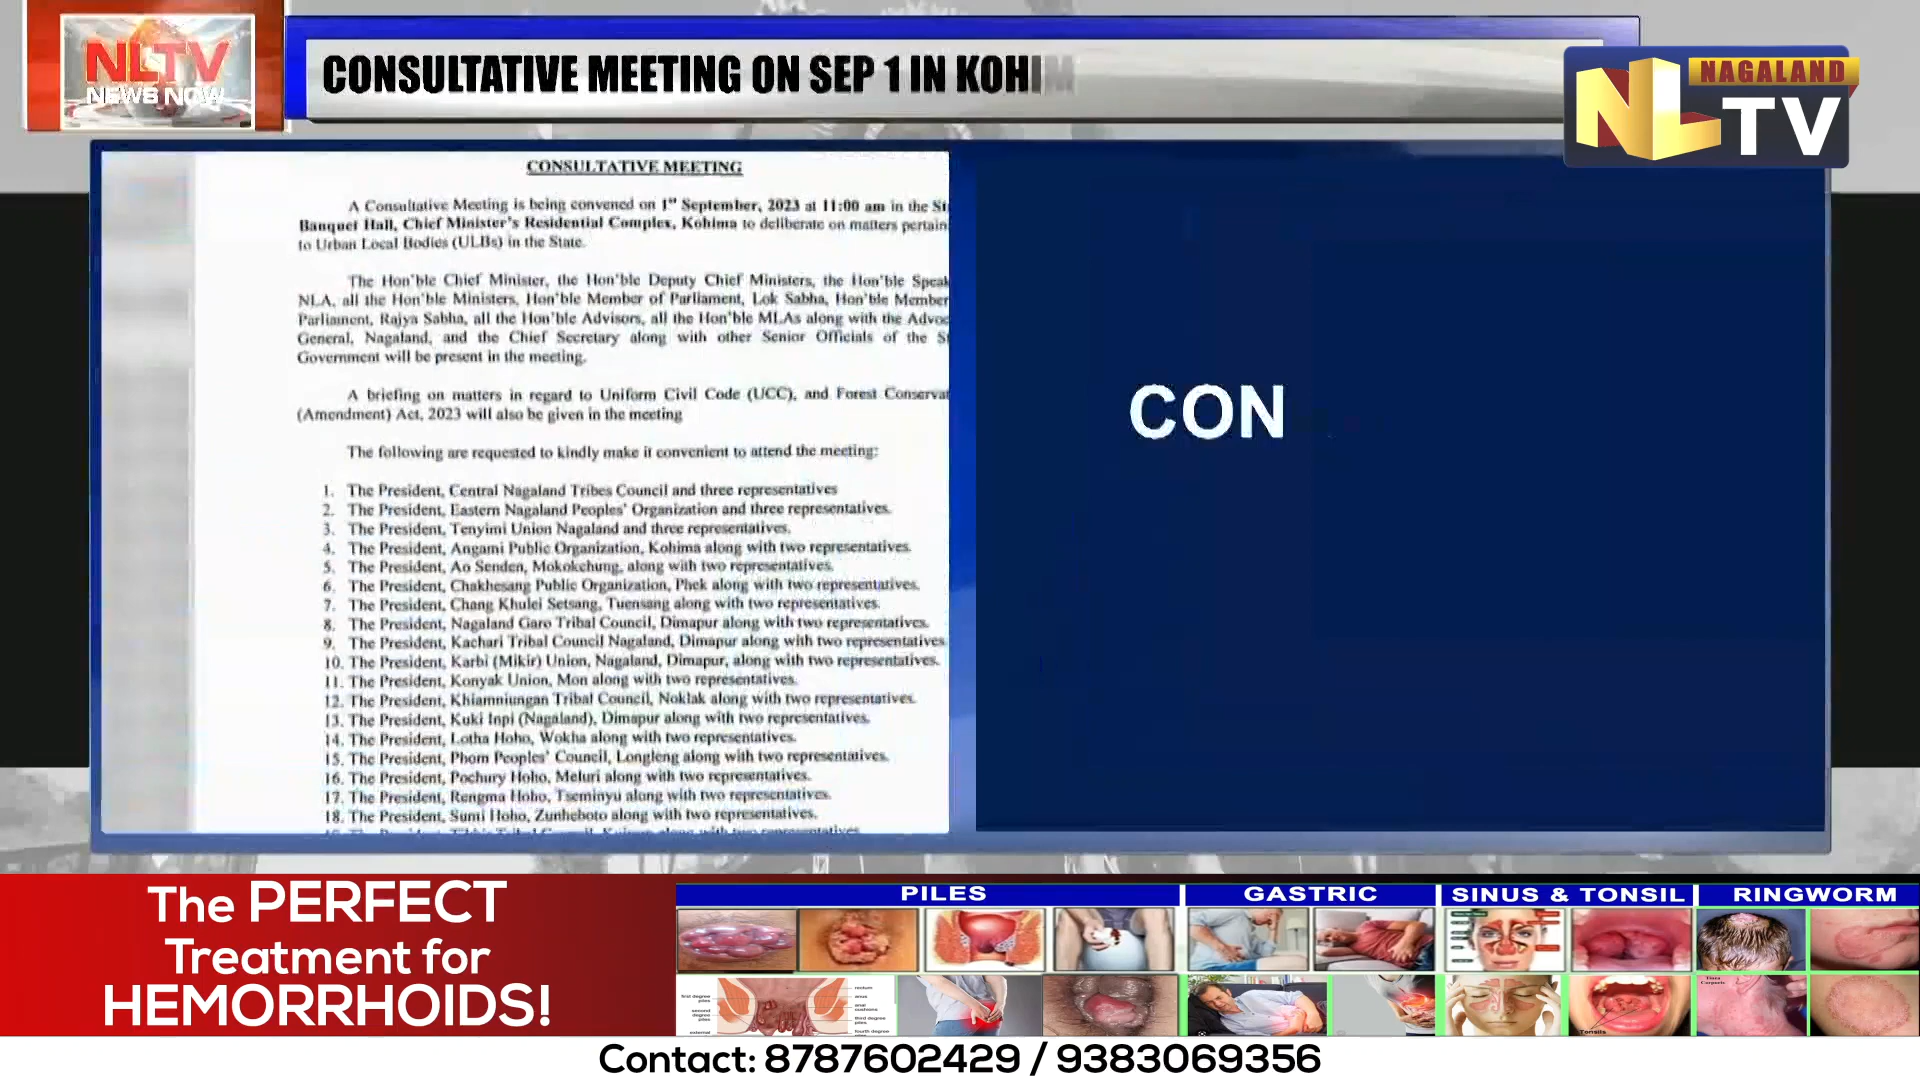 NLTV
NEWS NOW
CONSULTATIVE MEETING ON SEP 1 IN KOHIM
NAGALAND
NLTV
CONSULTATIVE MEETING
A Consultative Meeting is being convened on 1st September, 2023 at 11:00 am in the St
Banquet Hall, Chief Minister's Residential Complex, Kohima to deliberate on matters pertain
to Urban Local Bodies (ULBs) in the State.
The Hon'ble Chief Minister, the Hon'ble Deputy Chief Ministers, the Hon'ble Speak
NLA, all the Hon'ble Ministers, Hon'ble Member of Parliament, Lok Sabha, Hon'ble Member
Parliament, Rajya Sabha, all the Hon'ble Advisors, all the Hon'ble MLAs along with the Advoc
General, Nagaland, and the Chief Secretary along with other Senior Officials of the St
Government will be present in the meeting.
A briefing on matters in regard to Uniform Civil Code (UCC), and Forest Conservat
(Amendment) Act, 2023 will also be given in the meeting
The following are requested to kindly make it convenient to attend the meeting:
1. The President, Central Nagaland Tribes Council and three representatives
2. The President, Eastern Nagaland Peoples' Organization and three representatives.
3. The President, Tenyimi Union Nagaland and three representatives.
4. The President, Angami Public Organization, Kohima along with two representatives.
5. The President, Ao Senden, Mokokchung, along with two representatives.
6. The President, Chakhesang Public Organization, Phek along with two representatives.
7. The President, Chang Khulei Setsang, Tuensang along with two representatives.
8. The President, Nagaland Garo Tribal Council, Dimapur along with two representatives.
9. The President, Kachari Tribal Council Nagaland, Dimapur along with two representatives
10. The President, Karbi (Mikir) Union, Nagaland, Dimapur, along with two representatives.
11. The President, Konyak Union, Mon along with two representatives.
12. The President, Khiamniungan Tribal Council, Noklak along with two representatives.
13. The President, Kuki Inpi (Nagaland), Dimapur along with two representatives.
14. The President, Lotha Hoho, Wokha along with two representatives.
15. The President, Phom Peoples' Council, Longleng along with two representatives.
16. The President, Pochury Hoho, Meluri along with two representatives.
17. The President, Rengma Hoho, Tseminyu along with two representatives.
18. The President, Sumi Hoho, Zunheboto along with two representatives.
CON
The PERFECT
Treatment for
HEMORRHOIDS!
PILES
GASTRIC
SINUS & TONSIL
RINGWORM
Tonsils
Contact: 8787602429 / 9383069356